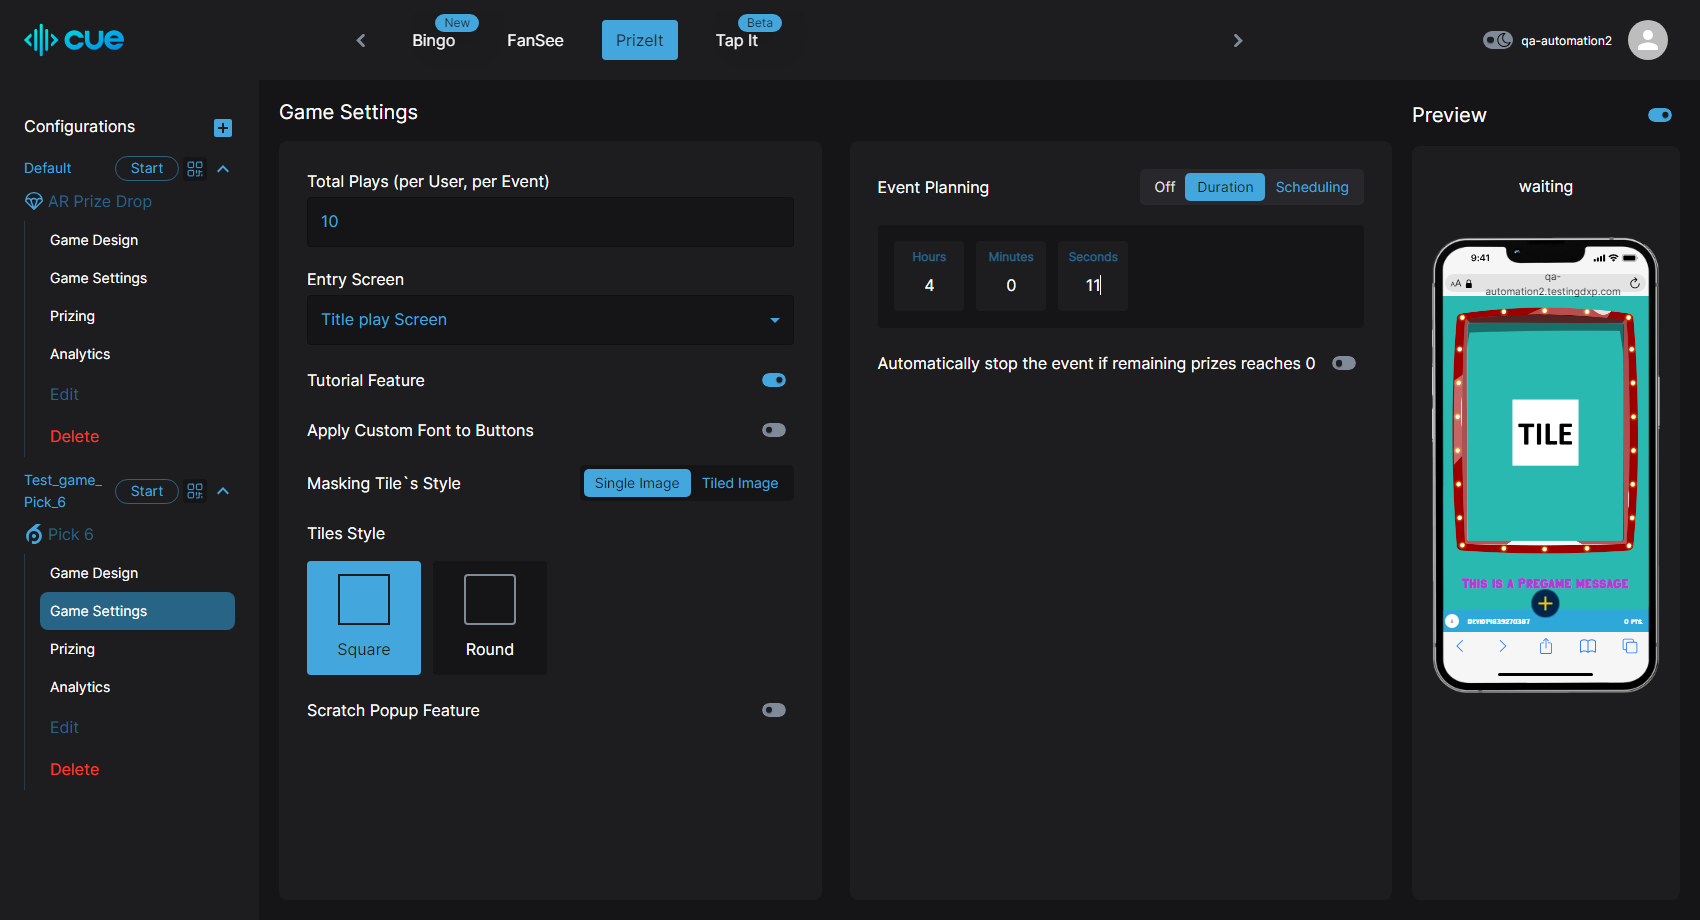 cue
New
Bingo
FanSee
PrizeIt
Beta
Tap It
qa-automation2
Configurations
Default
Start
AR Prize Drop
Game Design
Game Settings
Prizing
Analytics
Edit
Delete
Test_game_
Pick_6
Start
Pick 6
Game Design
Game Settings
Prizing
Analytics
Edit
Delete
Game Settings
Total Plays (per User, per Event)
10
Entry Screen
Title play Screen
Tutorial Feature
Apply Custom Font to Buttons
Masking Tile`s Style
Single Image
Tiled Image
Tiles Style
Square
Round
Scratch Popup Feature
Event Planning
Off
Duration
Scheduling
Hours
Minutes
Seconds
4
0
11
Automatically stop the event if remaining prizes reaches 0
Preview
waiting
9:41
AA
qa-
automation2.testingdxp.com
TILE
This is a Pregame message
0 PTS.